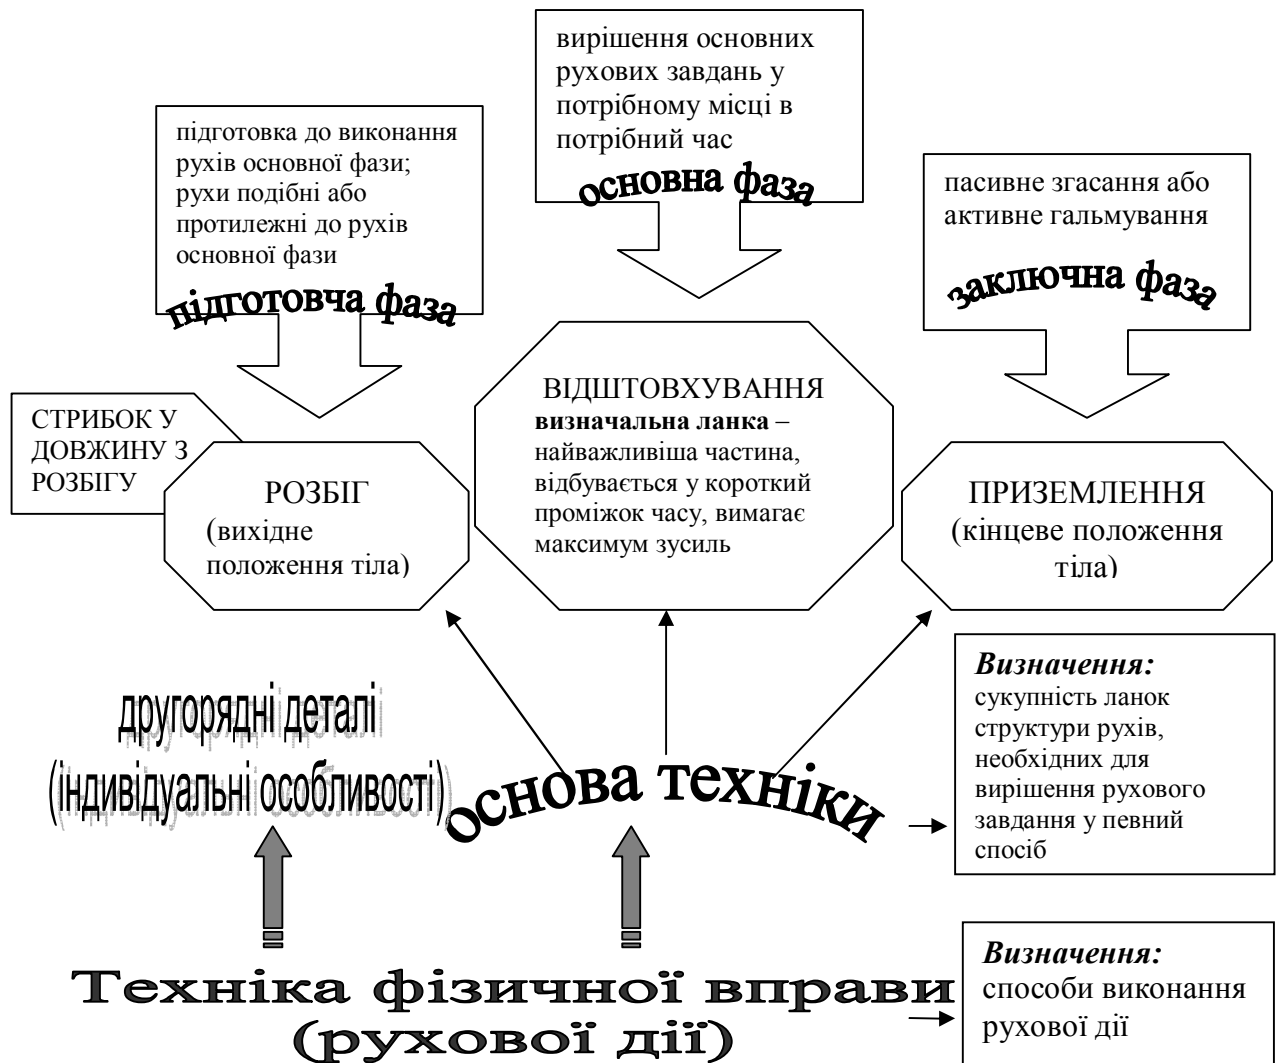 вирішення основних
рухових завдань у
потрібному місці в
потрібний час
основна фаза
підготовка до виконання
рухів основної фази;
рухи подібні або
протилежні до рухів
основної фази
підготовча фаза
пасивне згасання або
активне гальмування
заключна фаза
СТРИБОК У
ДОВЖИНУ З
РОЗБІГУ
РОЗБІГ
(вихідне
положення тіла)
ВІДШТОВХУВАННЯ
визначальна ланка –
найважливіша частина,
відбувається у короткий
проміжок часу, вимагає
максимум зусиль
ПРИЗЕМЛЕННЯ
(кінцеве положення
тіла)
другорядні деталі
(індивідуальні особливості)
основа техніки
Визначення:
сукупність ланок
структури рухів,
необхідних для
вирішення рухового
завдання у певний
спосіб
Техніка фізичної вправи
(рухової дії)
Визначення:
способи виконання
рухової дії